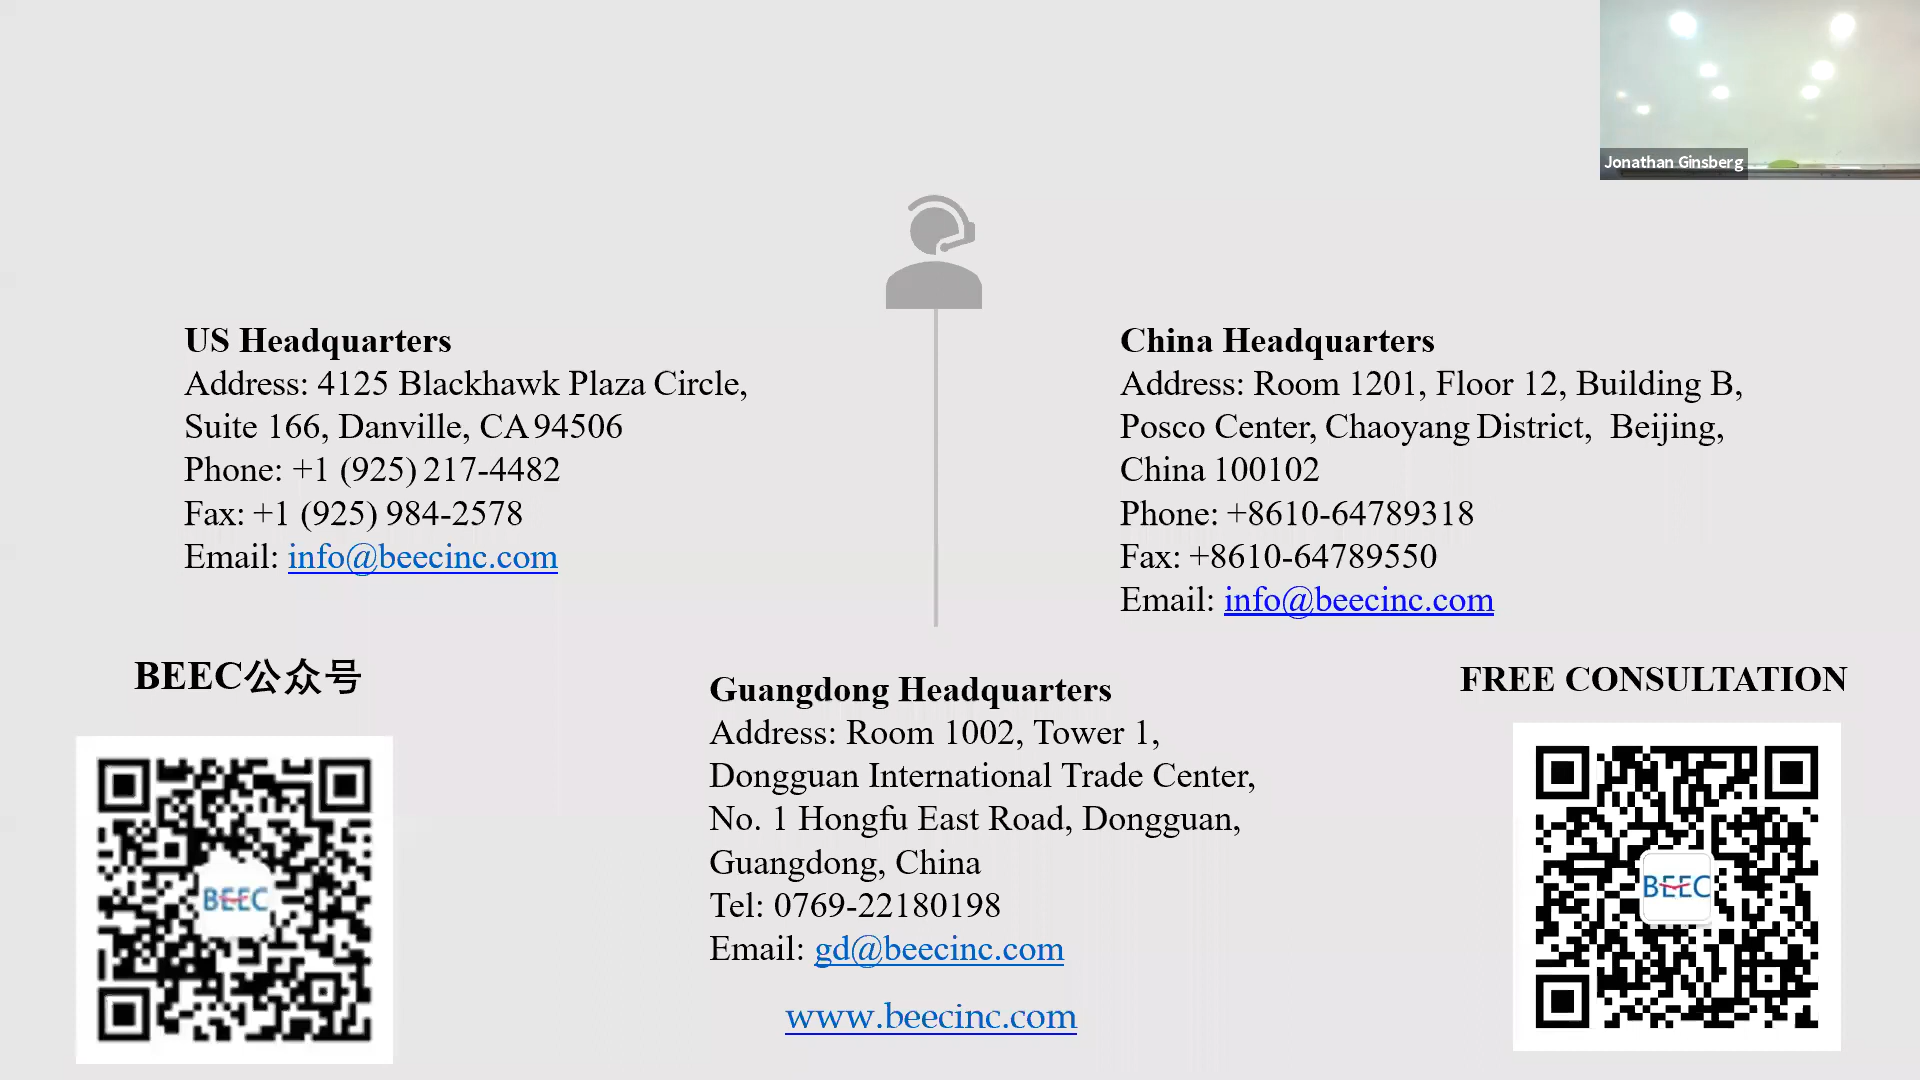 Jonathan Ginsberg
US Headquarters
Address: 4125 Blackhawk Plaza Circle,
Suite 166, Danville, CA 94506
Phone: +1 (925) 217-4482
Fax: +1 (925) 984-2578
Email: info@beecinc.com
China Headquarters
Address: Room 1201, Floor 12, Building B,
Posco Center, Chaoyang District, Beijing,
China 100102
Phone: +8610-64789318
Fax: +8610-64789550
Email: info@beecinc.com
BEEC公众号
BEEC
Guangdong Headquarters
Address: Room 1002, Tower 1,
Dongguan International Trade Center,
No. 1 Hongfu East Road, Dongguan,
Guangdong, China
Tel: 0769-22180198
Email: gd@beecinc.com
www.beecinc.com
FREE CONSULTATION
BEEC